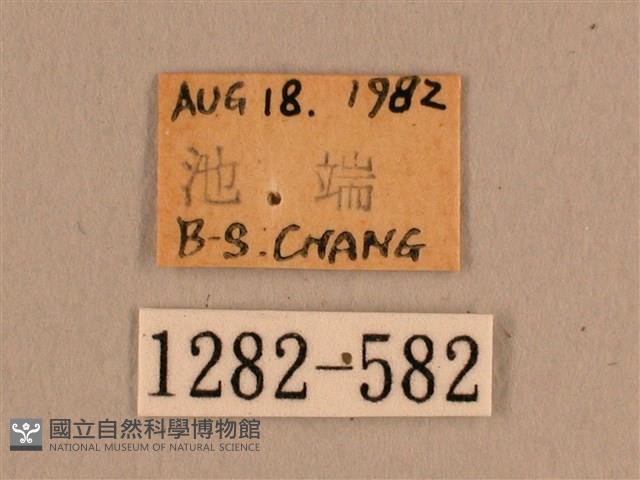 AUG 18. 1982
池端
B-S. CHANG
1282-582
國立自然科學博物館
NATIONAL MUSEUM OF NATURAL SCIENCE